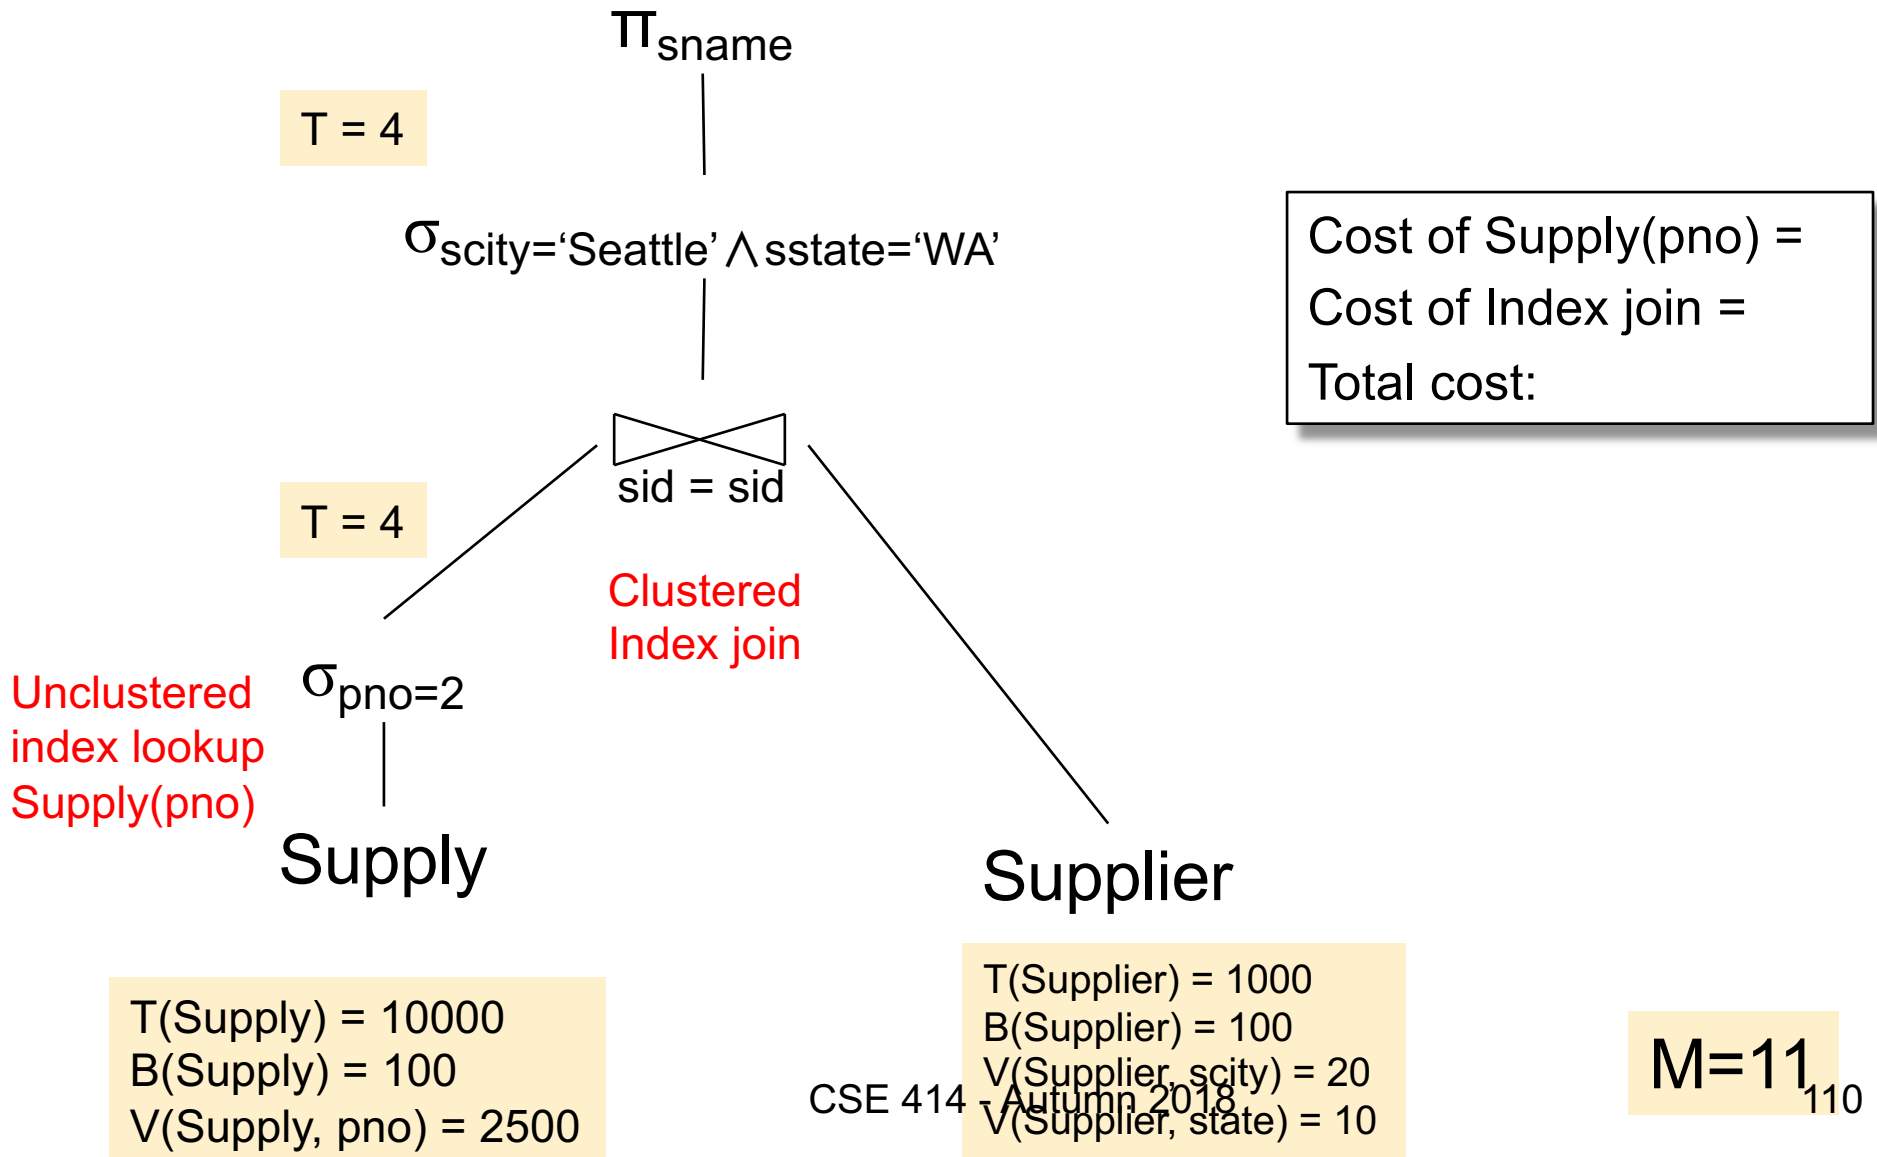 πsname
T = 4
σscity=‘Seattle’ ∧ sstate=‘WA’
Cost of Supply(pno) =
Cost of Index join =
Total cost:
sid = sid
T = 4
Clustered
Index join
Unclustered
index lookup
Supply(pno)
σpno=2
Supply
Supplier
T(Supply) = 10000
B(Supply) = 100
V(Supply, pno) = 2500
T(Supplier) = 1000
B(Supplier) = 100
V(Supplier, scity) = 20
V(Supplier, state) = 10
M=11
CSE 414 - Autumn 2018
110